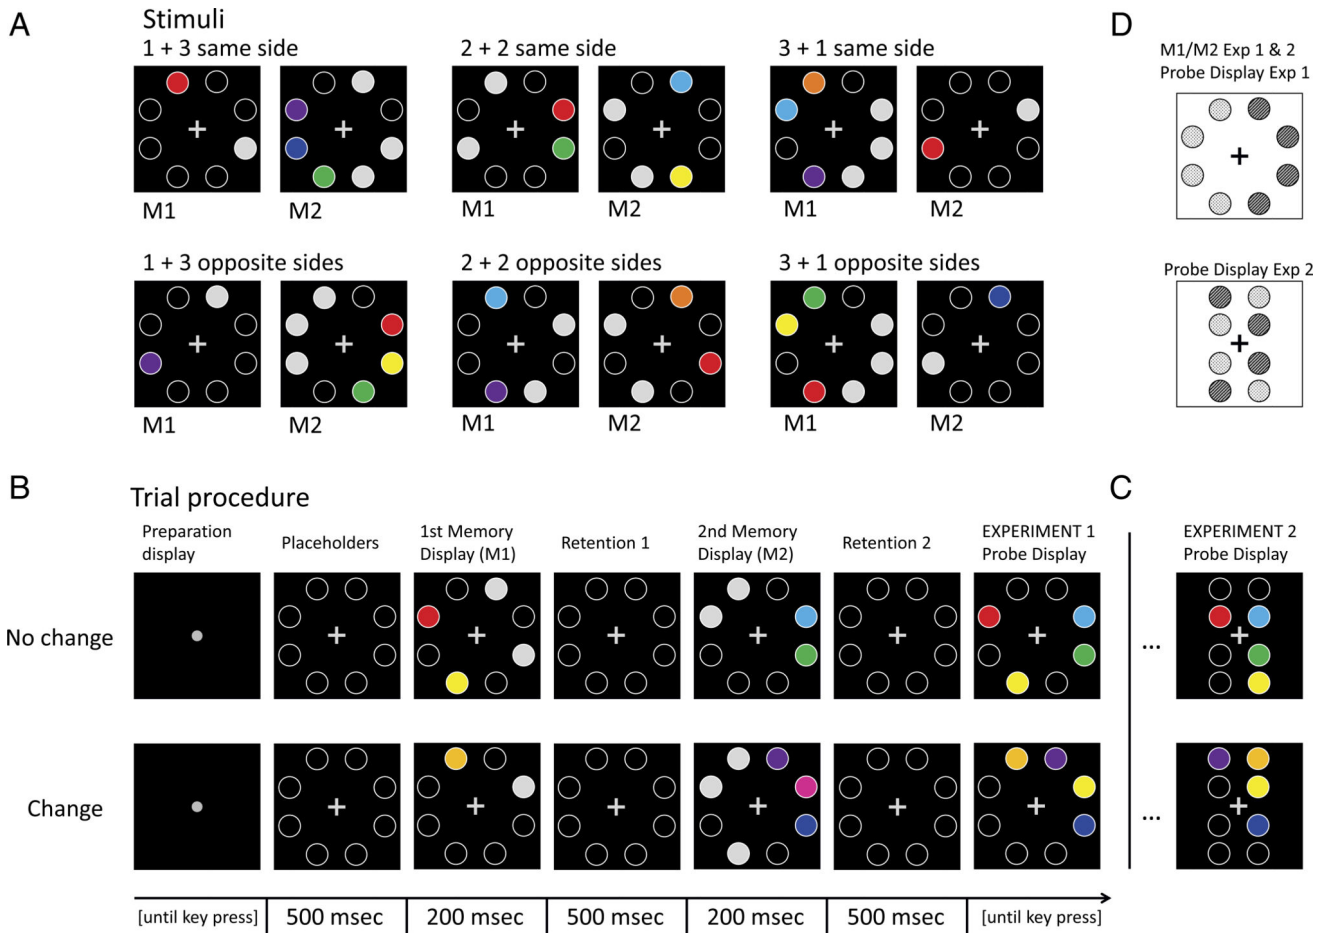 A
Stimuli
1 + 3 same side
2 + 2 same side
3 + 1 same side
M1
M2
M1
M2
M1
M2
1 + 3 opposite sides
2 + 2 opposite sides
3 + 1 opposite sides
M1
M2
M1
M2
M1
M2
D
M1/M2 Exp 1 & 2
Probe Display Exp 1
Probe Display Exp 2
B
Trial procedure
Preparation
display
Placeholders
1st Memory
Display (M1)
Retention 1
2nd Memory
Display (M2)
Retention 2
EXPERIMENT 1
Probe Display
C
EXPERIMENT 2
Probe Display
No change
...
Change
...
[until key press]
500 msec
200 msec
500 msec
200 msec
500 msec
[until key press]